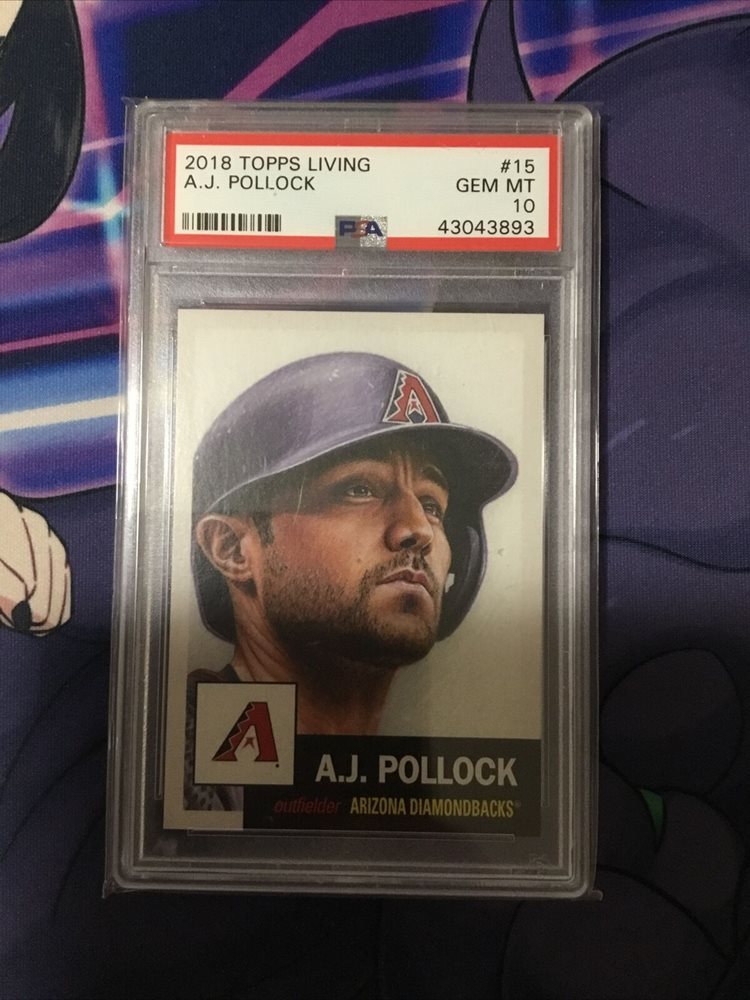 2018 TOPPS LIVING #15
A.J. POLLOCK GEM MT
10
PSA 43043893
A
A
A.J. POLLOCK
outfielder ARIZONA DIAMONDBACKS®